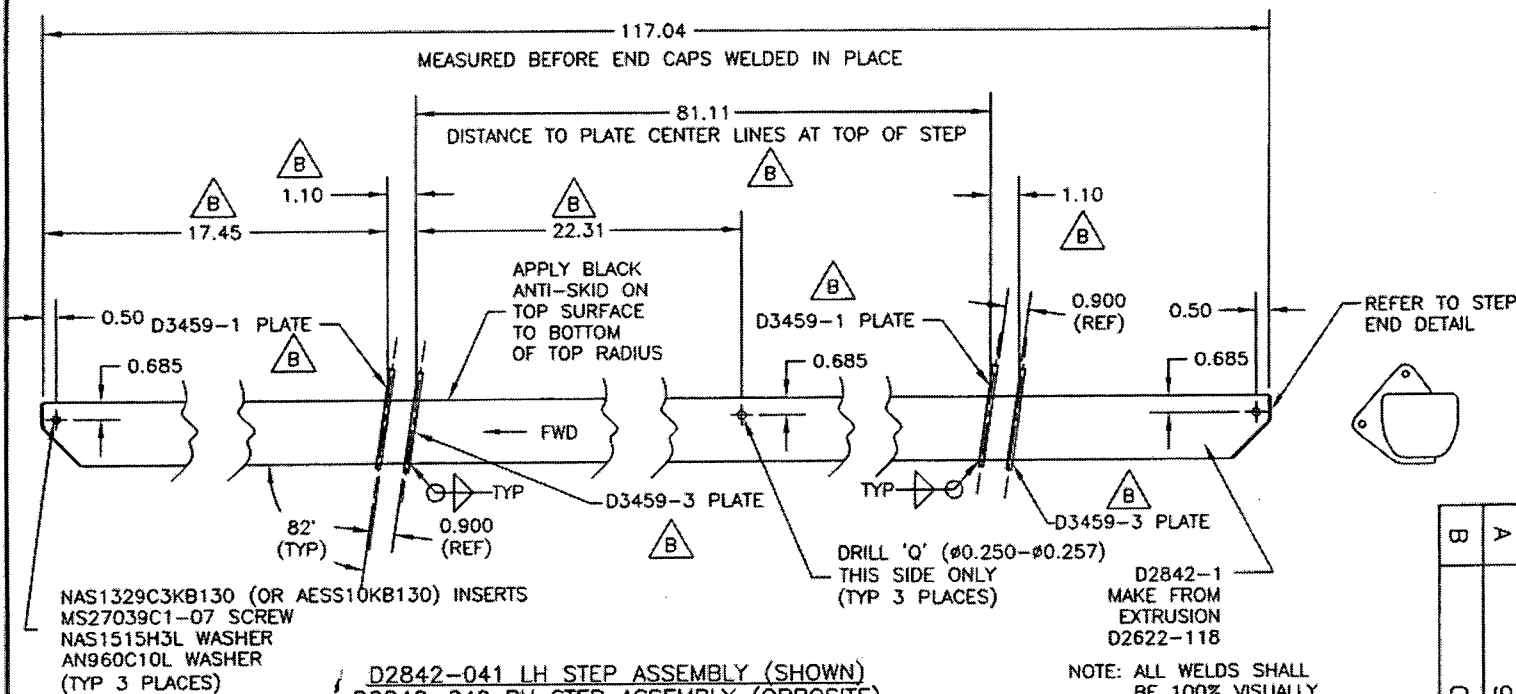 117.04
MEASURED BEFORE END CAPS WELDED IN PLACE
81.11
DISTANCE TO PLATE CENTER LINES AT TOP OF STEP
B
B
1.10
B
B
1.10
17.45
22.31
B
APPLY BLACK
ANTI-SKID ON
TOP SURFACE
TO BOTTOM
OF TOP RADIUS
B
0.50
D3459-1 PLATE
B
D3459-1 PLATE
0.900
(REF)
0.50
REFER TO STEP
END DETAIL
0.685
0.685
0.685
FWD
TYP
D3459-3 PLATE
B
TYP
D3459-3 PLATE
B
82'
(TYP)
0.900
(REF)
DRILL 'Q' (ø0.250-ø0.257)
THIS SIDE ONLY
(TYP 3 PLACES)
D2842-1
MAKE FROM
EXTRUSION
D2622-118
NAS1329C3KB130 (OR AESS10KB130) INSERTS
MS27039C1-07 SCREW
NAS1515H3L WASHER
AN960C10L WASHER
(TYP 3 PLACES)
D2842-041 LH STEP ASSEMBLY (SHOWN)
NOTE: ALL WELDS SHALL
BE 100% VISUALLY
A
B